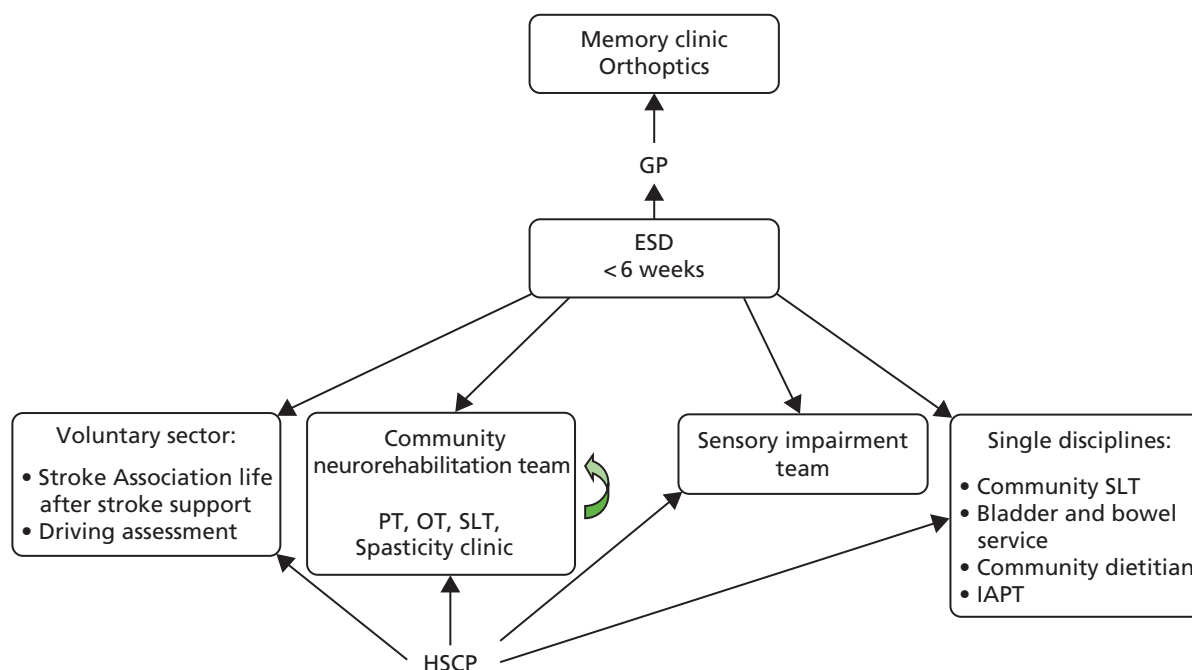 Memory clinic
Orthoptics
GP
ESD
<6 weeks
Voluntary sector:
• Stroke Association life
after stroke support
• Driving assessment
Community
neurorehabilitation team
PT, OT, SLT,
Spasticity clinic
Sensory impairment
team
Single disciplines:
• Community SLT
• Bladder and bowel
service
• Community dietitian
• IAPT
HSCP